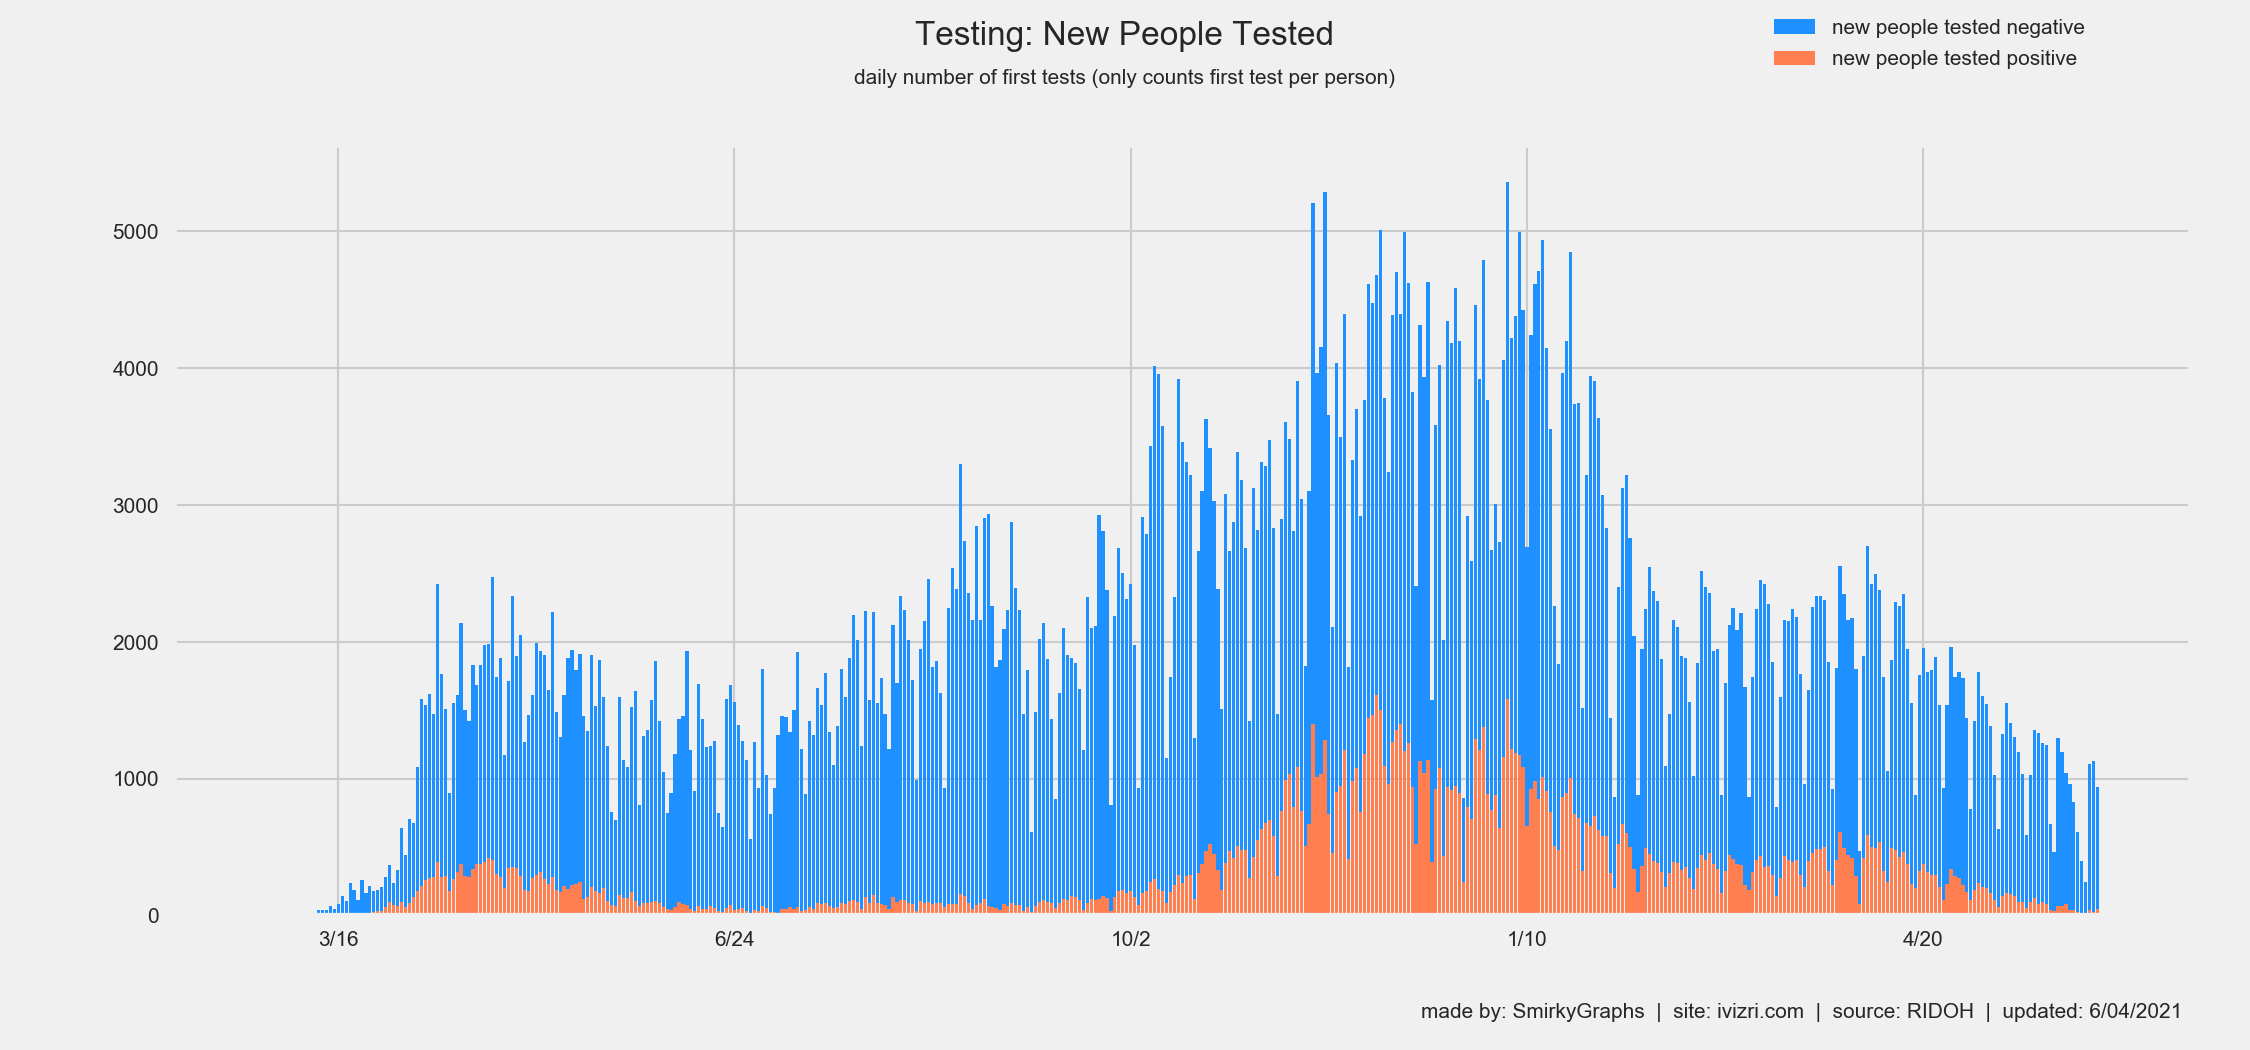 Testing: New People Tested
daily number of first tests (only counts first test per person)
new people tested negative
new people tested positive
5000
4000
3000
2000
1000
0
3/16 6/24 10/2 1/10 4/20
made by: SmirkyGraphs | site: ivizri.com | source: RIDOH | updated: 6/04/2021